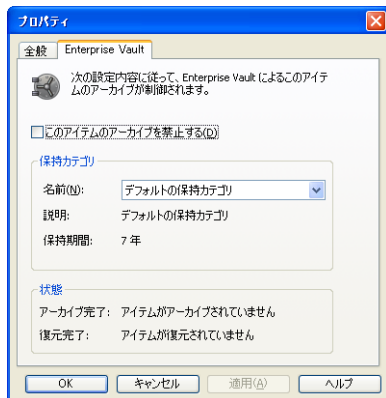 プロパティ
全般
Enterprise Vault
次の設定内容に従って、Enterprise Vault によるこのアイテ
ムのアーカイブが制御されます。
このアイテムのアーカイブを禁止する(D)
保持カテゴリ
名前(N): デフォルトの保持カテゴリ
説明: デフォルトの保持カテゴリ
保持期間: 7 年
状態
アーカイブ完了: アイテムがアーカイブされていません
復元完了: アイテムが復元されていません
OK キャンセル 適用(A) ヘルプ